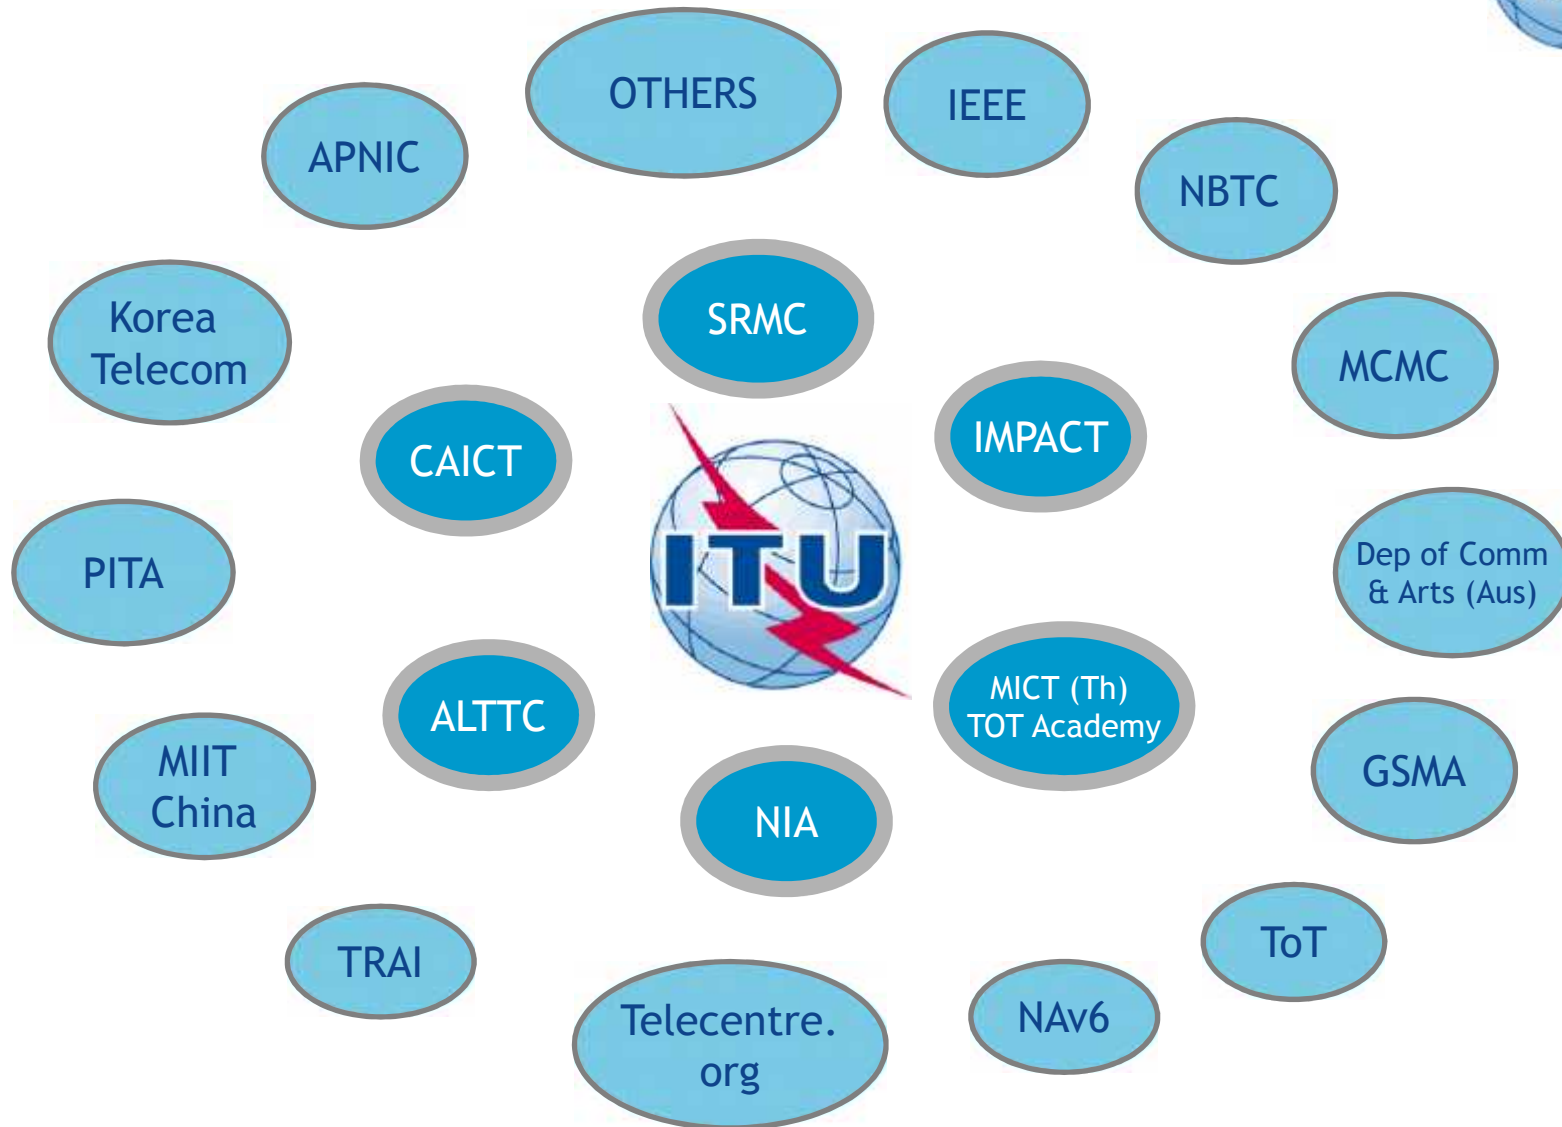 OTHERS
IEEE
APNIC
NBTC
SRMC
Korea
Telecom
MCMC
IMPACT
CAICT
ITU
PITA
Dep of Comm
& Arts (Aus)
MICT (Th)
TOT Academy
ALTTC
MIIT
China
GSMA
NIA
ToT
TRAI
NAv6
Telecentre.
org